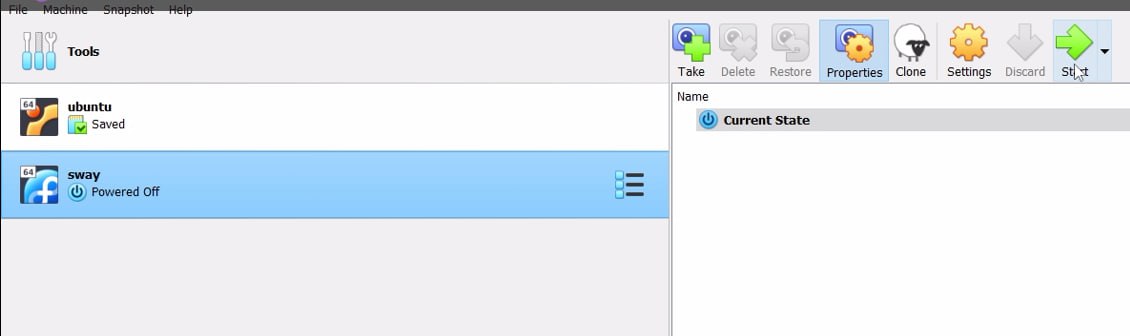 File Machine Snapshot Help
Tools
Take Delete Restore Properties Clone Settings Discard Start
64 ubuntu
Saved
64 sway
Powered Off
Name
Current State